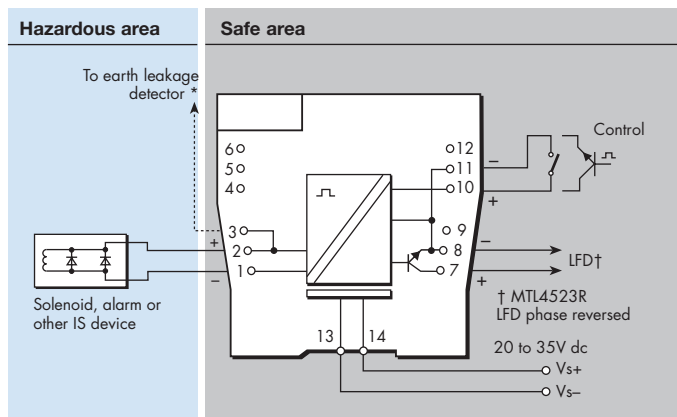 Hazardous area
Safe area
To earth leakage
detector *
Control
6
5
4
3
2
1
12
11
10
9
8
7
+
–
–
+
–
+
LFD†
† MTL4523R
LFD phase reversed
Solenoid, alarm or
other IS device
13
14
20 to 35V dc
Vs+
Vs–